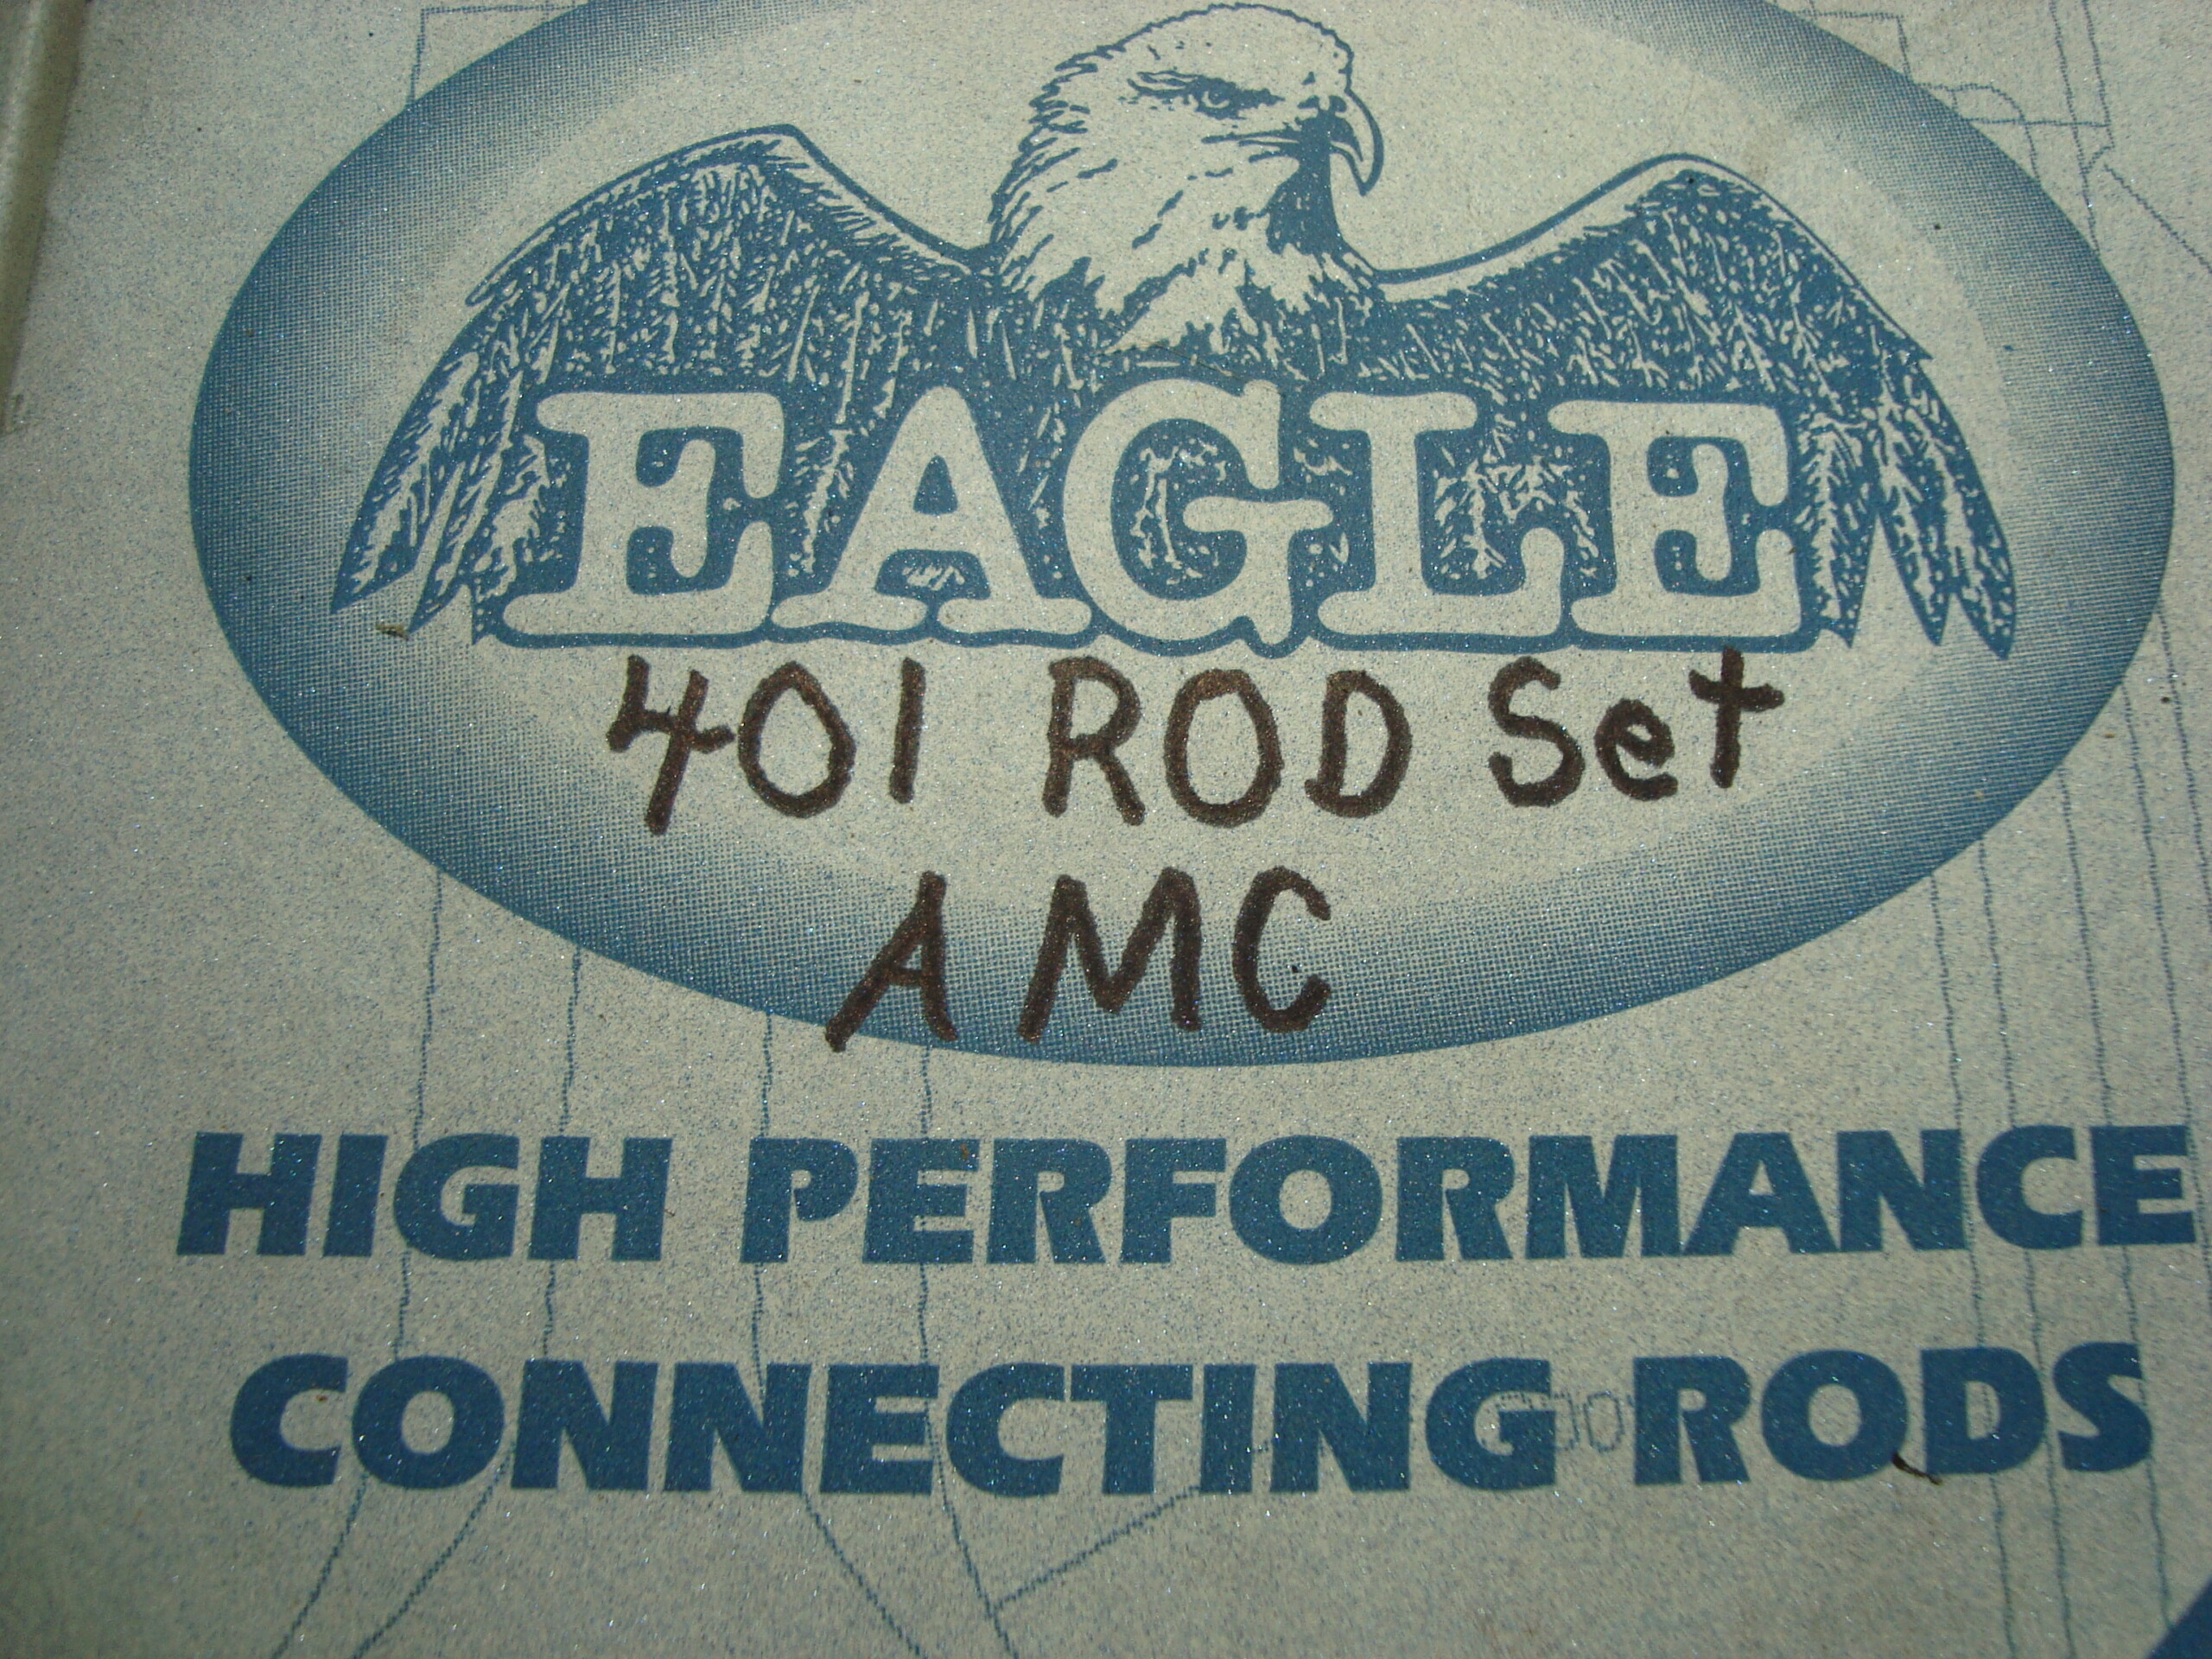 EAGLE
401 ROD Set
AMC
HIGH PERFORMANCE
CONNECTING RODS